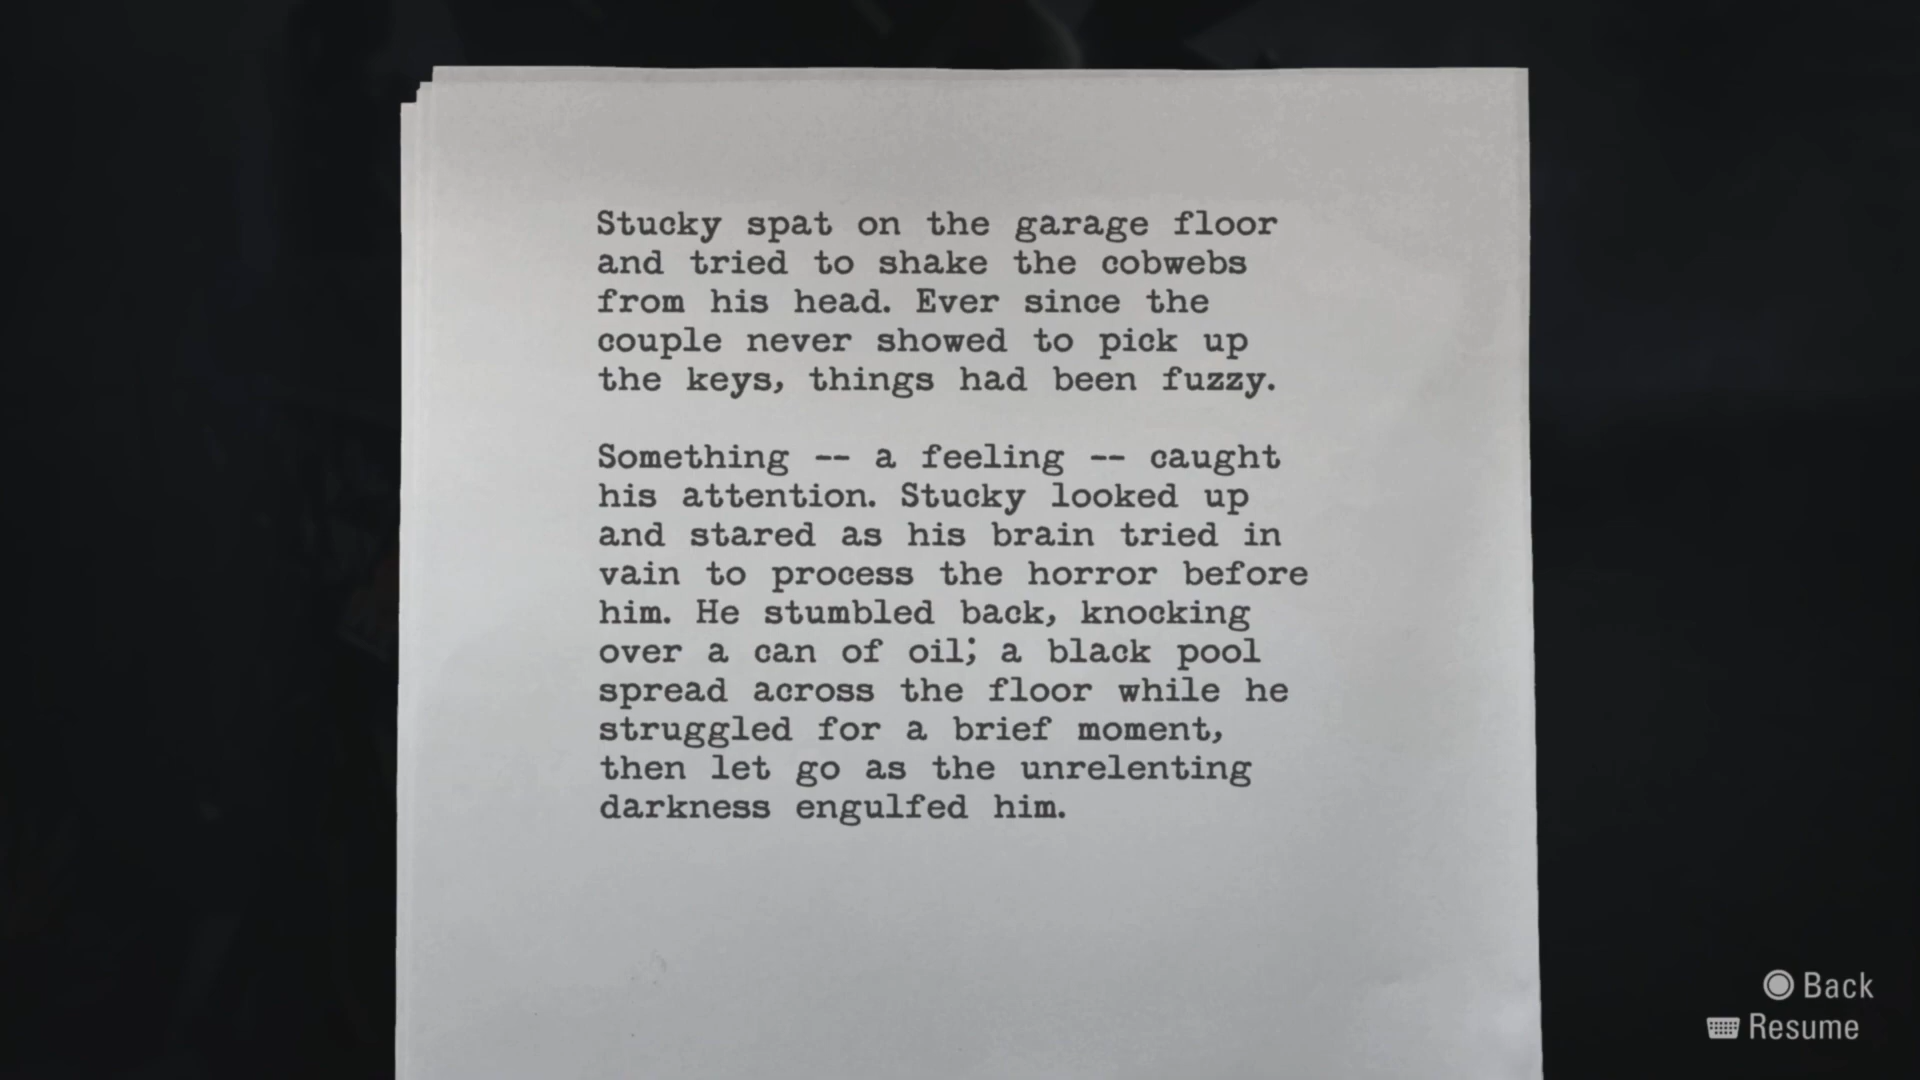 Stucky spat on the garage floor
and tried to shake the cobwebs
from his head. Ever since the
couple never showed to pick up
the keys, things had been fuzzy.
Something -- a feeling -- caught
his attention. Stucky looked up
and stared as his brain tried in
vain to process the horror before
him. He stumbled back, knocking
over a can of oil; a black pool
spread across the floor while he
struggled for a brief moment,
then let go as the unrelenting
darkness engulfed him.
Back
Resume